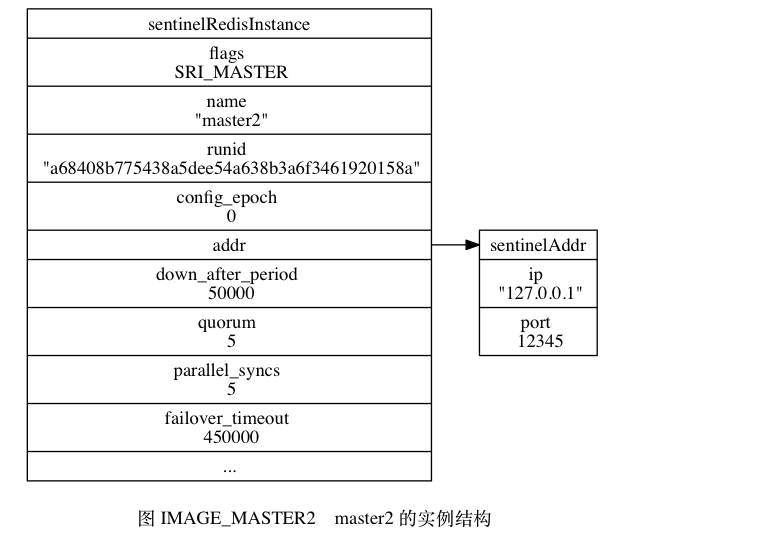 sentinelRedisInstance
flags
SRI_MASTER
name
"master2"
runid
"a68408b775438a5dee54a638b3a6f3461920158a"
config_epoch
0
addr
down_after_period
50000
quorum
5
parallel_syncs
5
failover_timeout
450000
...
sentinelAddr
ip
"127.0.0.1"
port
12345
图 IMAGE_MASTER2 master2 的实例结构